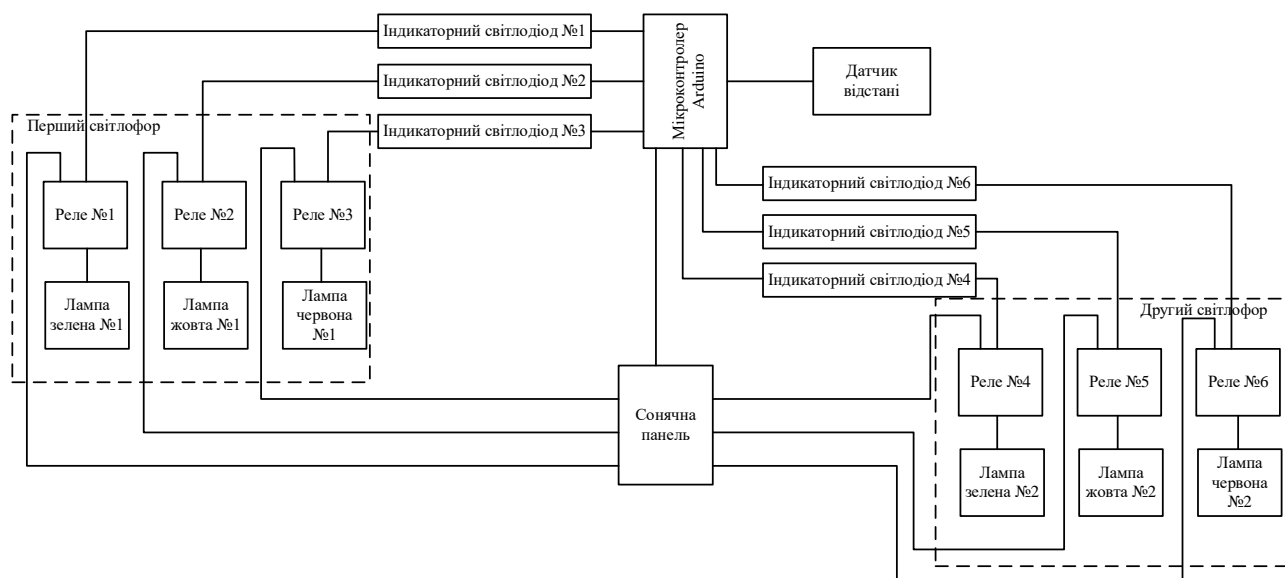 Індикаторний світлодіод №1
Індикаторний світлодіод №2
Індикаторний світлодіод №3
Мікроконтролер
Arduino
Датчик
відстані
Перший світлофор
Реле №1
Реле №2
Реле №3
Лампа
зелена №1
Лампа
жовта №1
Лампа
червона
№1
Індикаторний світлодіод №6
Індикаторний світлодіод №5
Індикаторний світлодіод №4
Сонячна
панель
Другий світлофор
Реле №4
Реле №5
Реле №6
Лампа
зелена №2
Лампа
жовта №2
Лампа
червона
№2